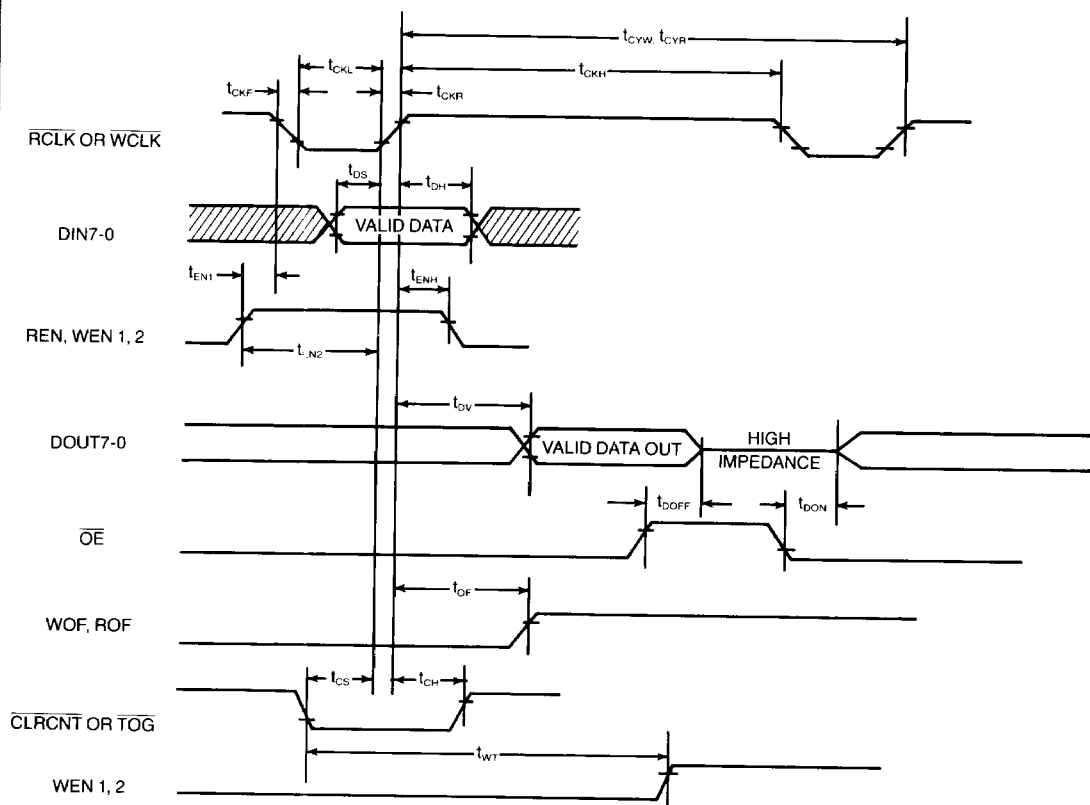 tCYW, tCYR
tCKL
tCKH
tCKF
tCKR
RCLK OR WCLK
tDS
tDH
DIN7-0
VALID DATA
tEN1
tENH
REN, WEN 1, 2
tEN2
tDV
DOUT7-0
VALID DATA OUT
HIGH
IMPEDANCE
tDOFF
tDON
OE
tOF
WOF, ROF
tCS
tCH
CLRCNT OR TOG
tWT
WEN 1, 2